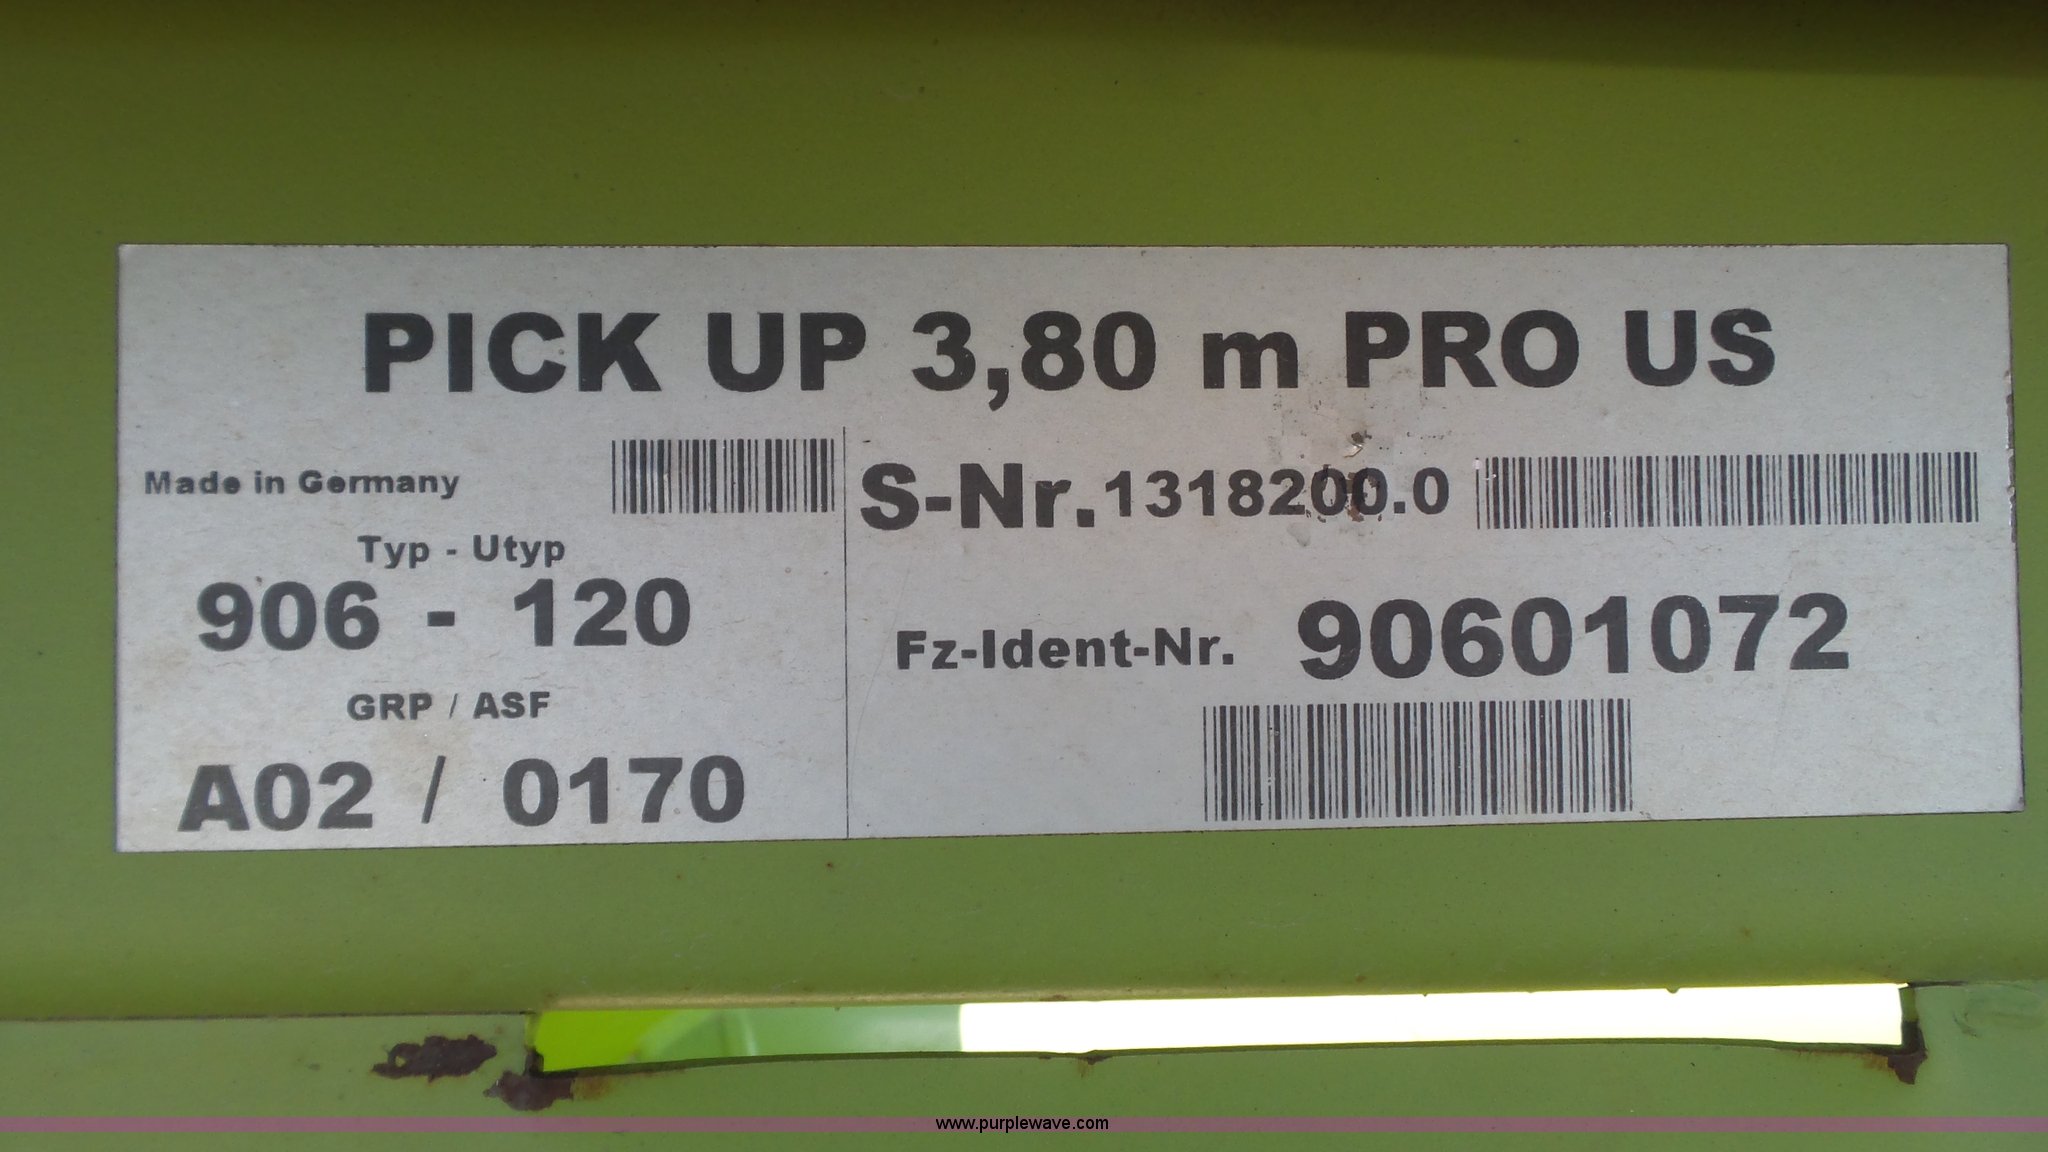 PICK UP 3,80 m PRO US
Made in Germany
Typ - Utyp
906 - 120
GRP / ASF
A02 / 0170
S-Nr. 1318200.0
Fz-Ident-Nr. 90601072
www.purplewave.com